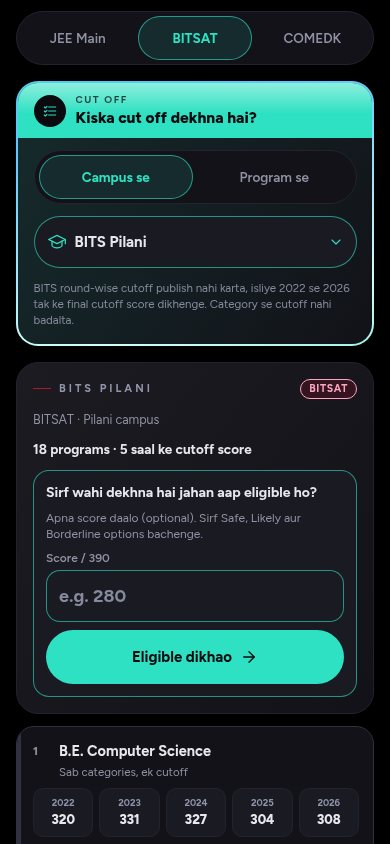 JEE Main
BITSAT
COMEDK
CUT OFF
Kiska cut off dekhna hai?
Campus se
Program se
BITS Pilani
BITS round-wise cutoff publish nahi karta, isliye 2022 se 2026
tak ke final cutoff score dikhenge. Category se cutoff nahi
badalta.
BITS PILANI
BITSAT
BITSAT · Pilani campus
18 programs · 5 saal ke cutoff score
Sirf wahi dekhna hai jahan aap eligible ho?
Apna score daalo (optional). Sirf Safe, Likely aur
Borderline options bachenge.
Score / 390
e.g. 280
Eligible dikhao →
1 B.E. Computer Science
Sab categories, ek cutoff
2022 2023 2024 2025 2026
320 331 327 304 308